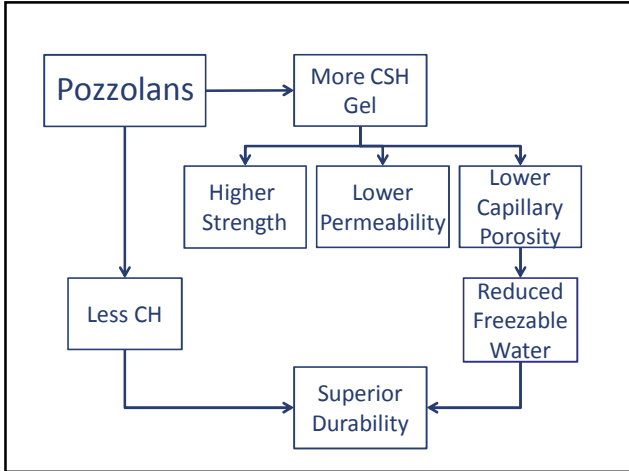 Pozzolans
More CSH
Gel
Higher
Strength
Lower
Permeability
Lower
Capillary
Porosity
Less CH
Reduced
Freezable
Water
Superior
Durability